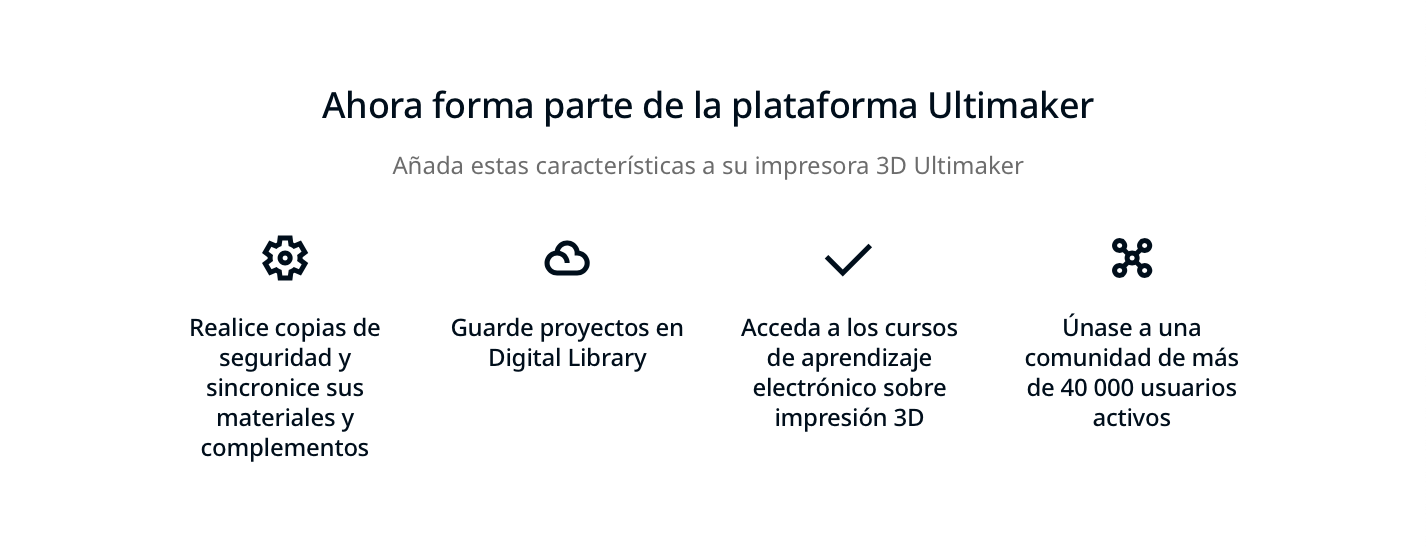 Ahora forma parte de la plataforma Ultimaker
Añada estas características a su impresora 3D Ultimaker
Realice copias de
seguridad y
sincronice sus
materiales y
complementos
Guarde proyectos en
Digital Library
Acceda a los cursos
de aprendizaje
electrónico sobre
impresión 3D
Únase a una
comunidad de más
de 40 000 usuarios
activos